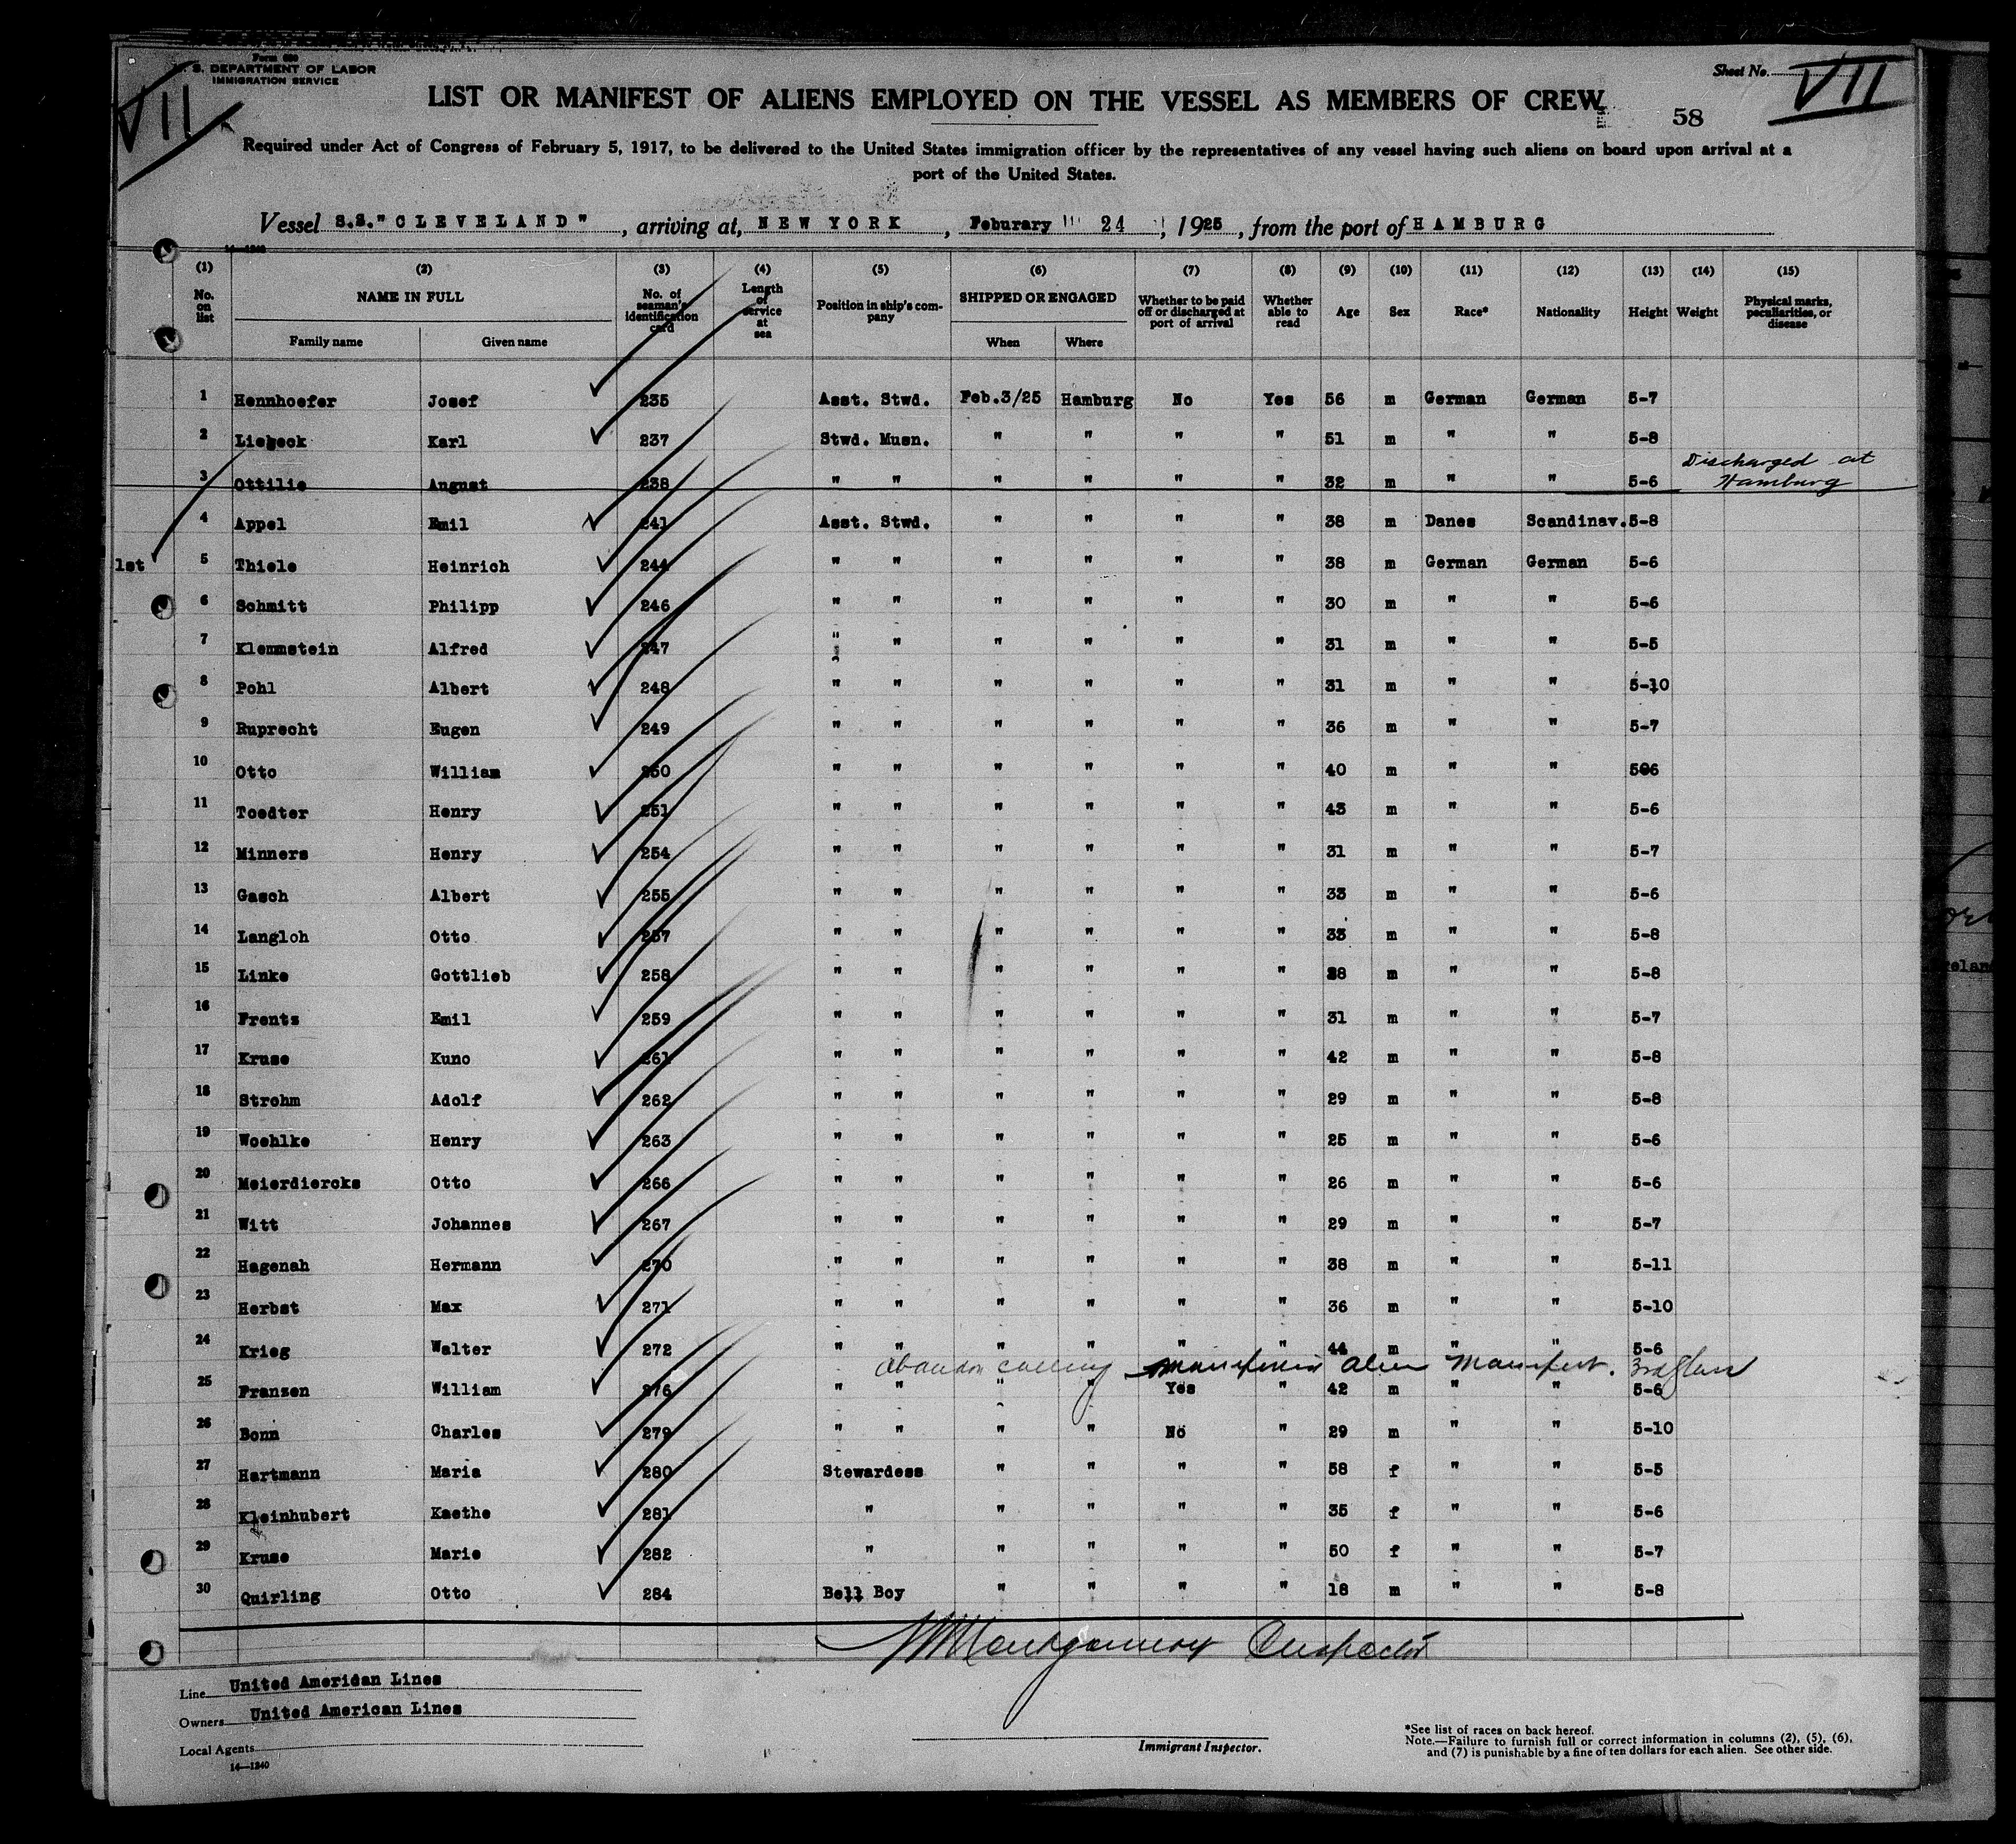 Form 680
U. S. DEPARTMENT OF LABOR
IMMIGRATION SERVICE
VII
Sheet No. VII
LIST OR MANIFEST OF ALIENS EMPLOYED ON THE VESSEL AS MEMBERS OF CREW
58
Required under Act of Congress of February 5, 1917, to be delivered to the United States immigration officer by the representatives of any vessel having such aliens on board upon arrival at a
port of the United States.
Vessel S.S."CLEVELAND", arriving at, NEW YORK, Feburary 24, 1925, from the port of HAMBURG
14-1240
(1) (2) (3) (4) (5) (6) (7) (8) (9) (10) (11) (12) (13) (14) (15)
No. on list NAME IN FULL Family name Given name No. of seaman's identification card Length of service at sea Position in ship's company SHIPPED OR ENGAGED When Where Whether to be paid off or discharged at port of arrival Whether able to read Age Sex Race* Nationality Height Weight Physical marks, peculiarities, or disease
1 Hennhoefer Josef 235 Asst. Stwd. Feb.3/25 Hamburg No Yes 56 m German German 5-7
2 Liebeck Karl 237 Stwd. Musn. " " " " 51 m " " 5-8
3 Ottilie August 238 " " " " " " 32 m " " 5-6 Discharged at Hamburg
4 Appel Emil 241 Asst. Stwd. " " " " 38 m Danes Scandinav. 5-8
1st 5 Thiele Heinrich 244 " " " " " " 38 m German German 5-6
6 Schmitt Philipp 246 " " " " " " 30 m " " 5-6
7 Klemmstein Alfred 247 " " " " " " 31 m " " 5-5
8 Pohl Albert 248 " " " " " " 31 m " " 5-10
9 Ruprecht Eugen 249 " " " " " " 36 m " " 5-7
10 Otto William 250 " " " " " " 40 m " " 506
11 Toedter Henry 251 " " " " " " 43 m " " 5-6
12 Minners Henry 254 " " " " " " 31 m " " 5-7
13 Gasch Albert 255 " " " " " " 33 m " " 5-6
14 Langloh Otto 257 " " " " " " 33 m " " 5-8
15 Linke Gottlieb 258 " " " " " " 38 m " " 5-8
16 Frentz Emil 259 " " " " " " 31 m " " 5-7
17 Kruse Kuno 261 " " " " " " 42 m " " 5-8
18 Strohm Adolf 262 " " " " " " 29 m " " 5-8
19 Woehlke Henry 263 " " " " " " 25 m " " 5-6
20 Meierdiercks Otto 266 " " " " " " 26 m " " 5-6
21 Witt Johannes 267 " " " " " " 29 m " " 5-7
22 Hagenah Hermann 270 " " " " " " 38 m " " 5-11
23 Herbst Max 271 " " " " " " 36 m " " 5-10
24 Krieg Walter 272 " " " " " " 44 m " " 5-6
alien Manifest. 3rd Class
25 Franzen William 276 " " " " Yes " 42 m " " 5-6
26 Bonn Charles 279 " " " " No " 29 m " " 5-10
27 Hartmann Maria 280 Stewardess " " " " 58 f " " 5-5
28 Kleinhubert Kaethe 281 " " " " " 35 f " " 5-6
29 Kruse Marie 282 " " " " " 50 f " " 5-7
30 Quirling Otto 284 Bell Boy " " " " 18 m " " 5-8
Montgomery Inspector
Line United Ameridan Lines
Owners United American Lines
Local Agents
14-1240
Immigrant Inspector.
*See list of races on back hereof.
Note.—Failure to furnish full or correct information in columns (2), (5), (6),
and (7) is punishable by a fine of ten dollars for each alien. See other side.